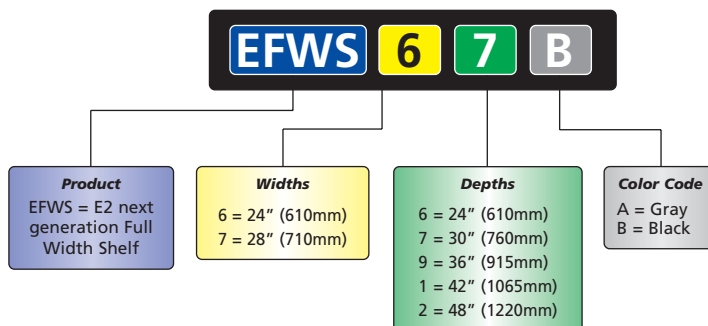 EFWS 6 7 B
Product
EFWS = E2 next
generation Full
Width Shelf
Widths
6 = 24” (610mm)
7 = 28” (710mm)
Depths
6 = 24” (610mm)
7 = 30” (760mm)
9 = 36” (915mm)
1 = 42” (1065mm)
2 = 48” (1220mm)
Color Code
A = Gray
B = Black